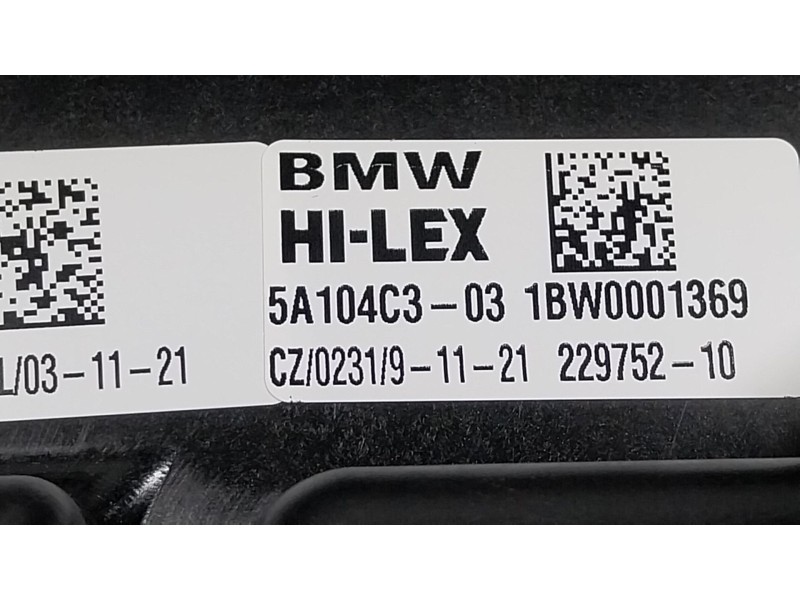 BMW
HI-LEX
5A104C3-03 1BW0001369
L/03-11-21
CZ/0231/9-11-21 229752-10